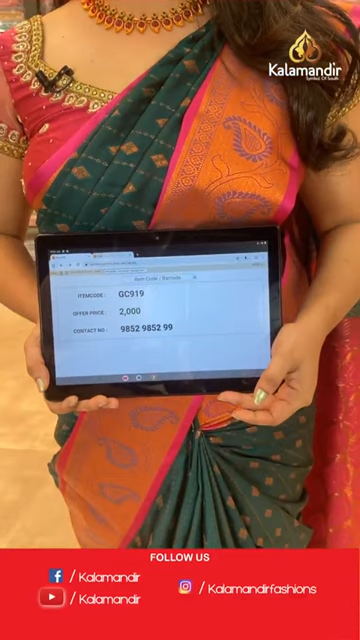 Kalamandir
Symbol Of South
Item Code / Barcode
ITEMCODE : GC919
OFFER PRICE : 2,000
CONTACT NO : 9852 9852 99
FOLLOW US
/ Kalamandir
/ Kalamandirfashions
/ Kalamandir